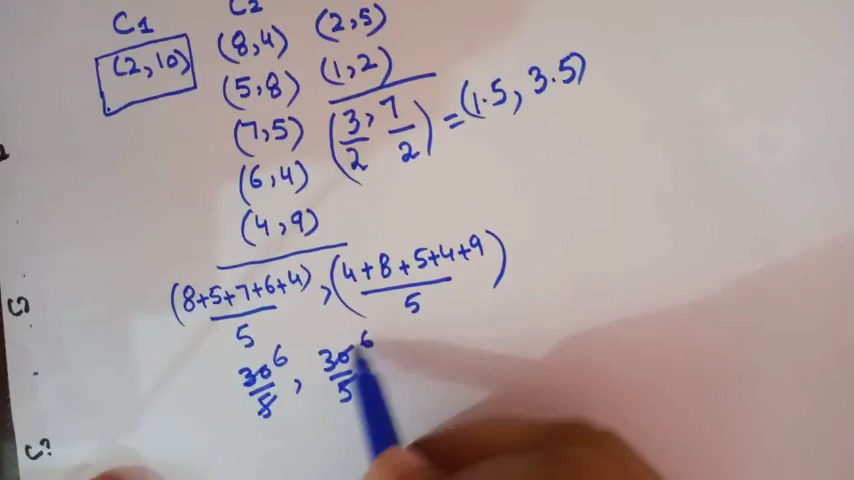 C1 C2
(2,10) (8,4) (2,5)
(5,8) (1,2)
(7,5) (3/2, 7/2) = (1.5, 3.5)
(6,4)
(4,9)
(8+5+7+6+4)/5 , (4+8+5+4+9)/5
30/5 6 , 30/5 6
C?